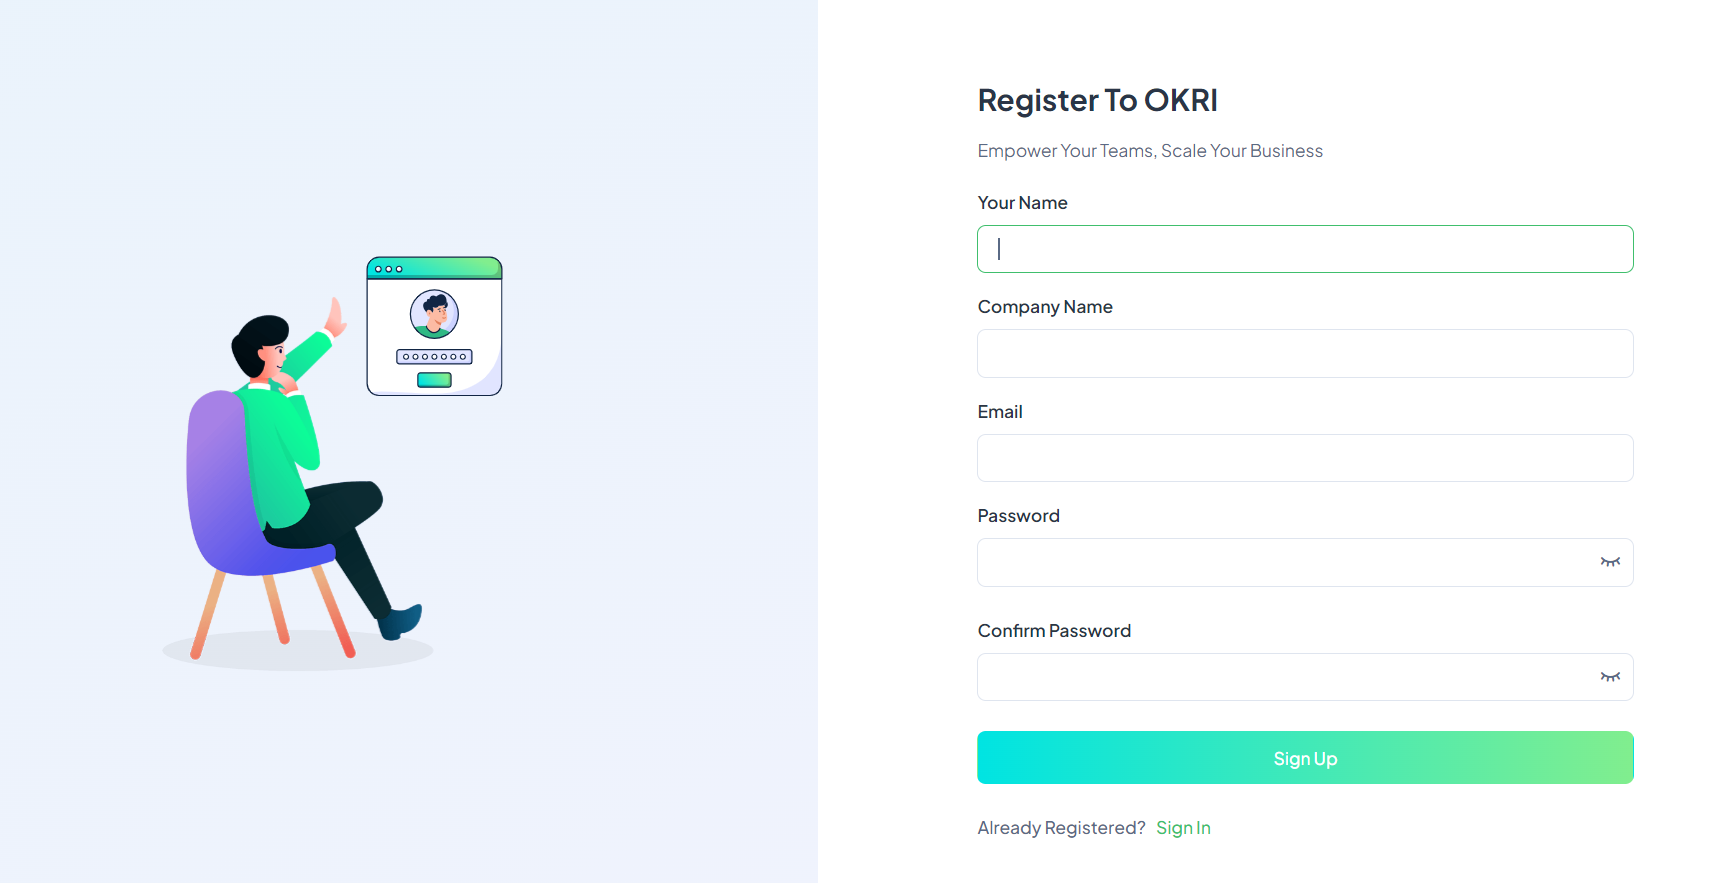 Register To OKRI
Empower Your Teams, Scale Your Business
Your Name
Company Name
Email
Password
Confirm Password
Sign Up
Already Registered? Sign In